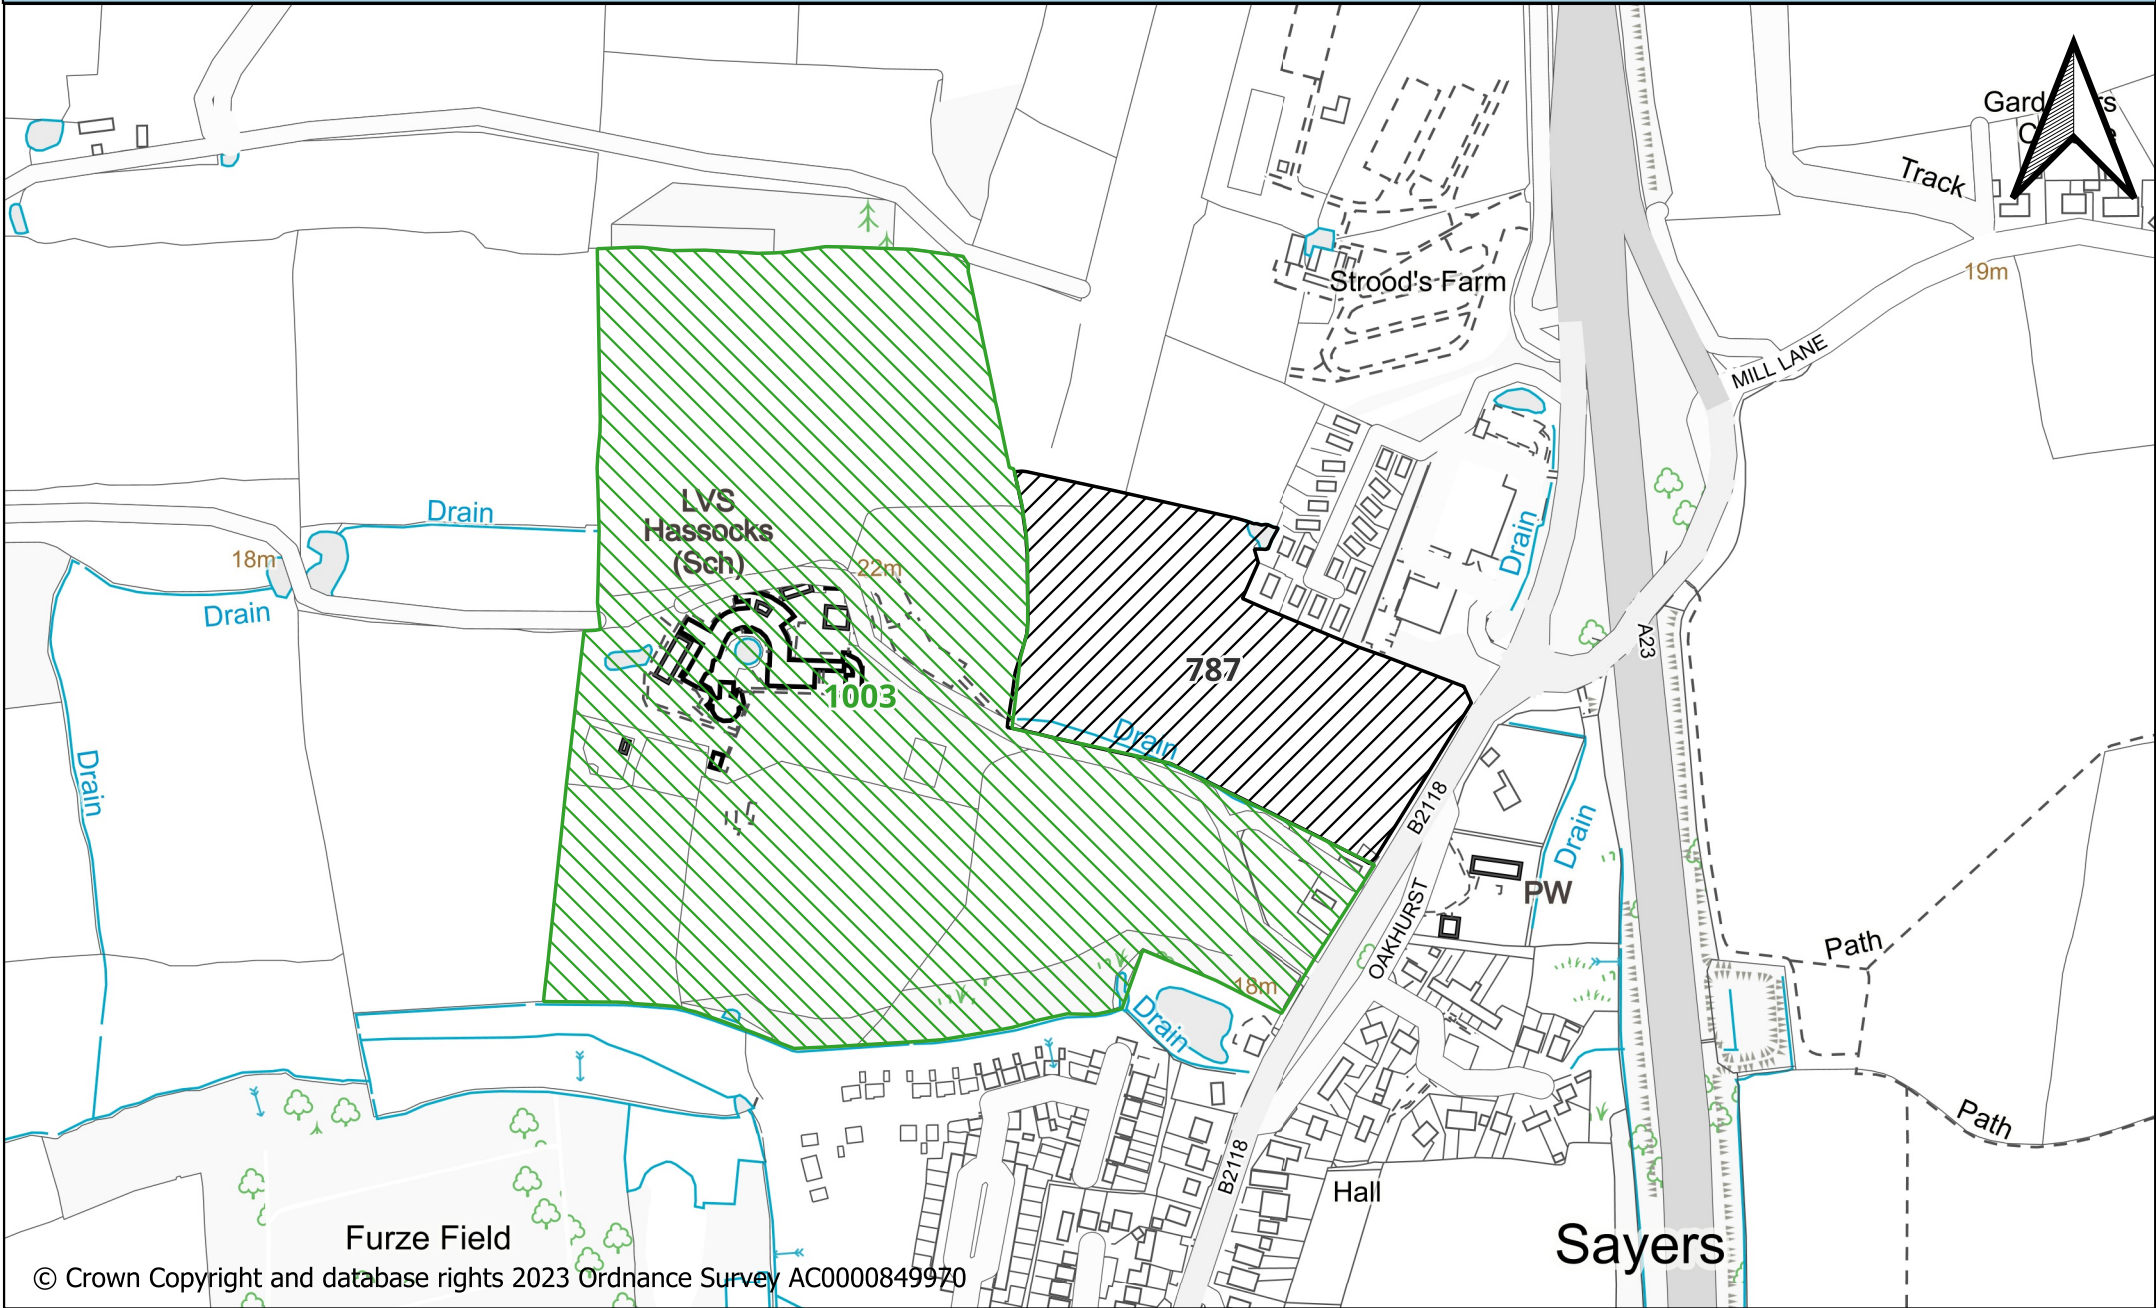 Track
19m
Strood's Farm
MILL LANE
LVS
Hassocks
(Sch)
Drain
18m
Drain
22m
Drain
A23
787
1003
Drain
Drain
B2118
Drain
PW
OAKHURST
Path
18m
Drain
Path
B2118
Hall
Furze Field
Sayers
© Crown Copyright and database rights 2023 Ordnance Survey AC0000849970